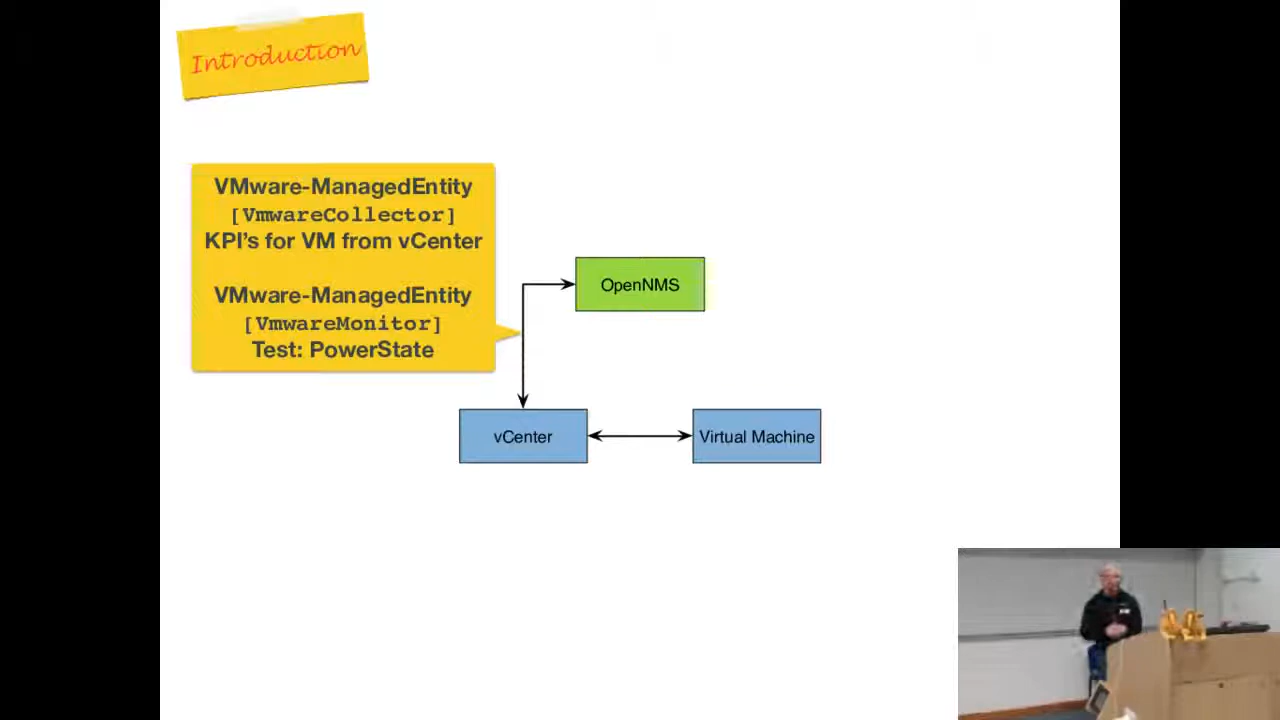 Introduction
VMware-ManagedEntity
[VmwareCollector]
KPI's for VM from vCenter
VMware-ManagedEntity
[VmwareMonitor]
Test: PowerState
OpenNMS
vCenter
Virtual Machine